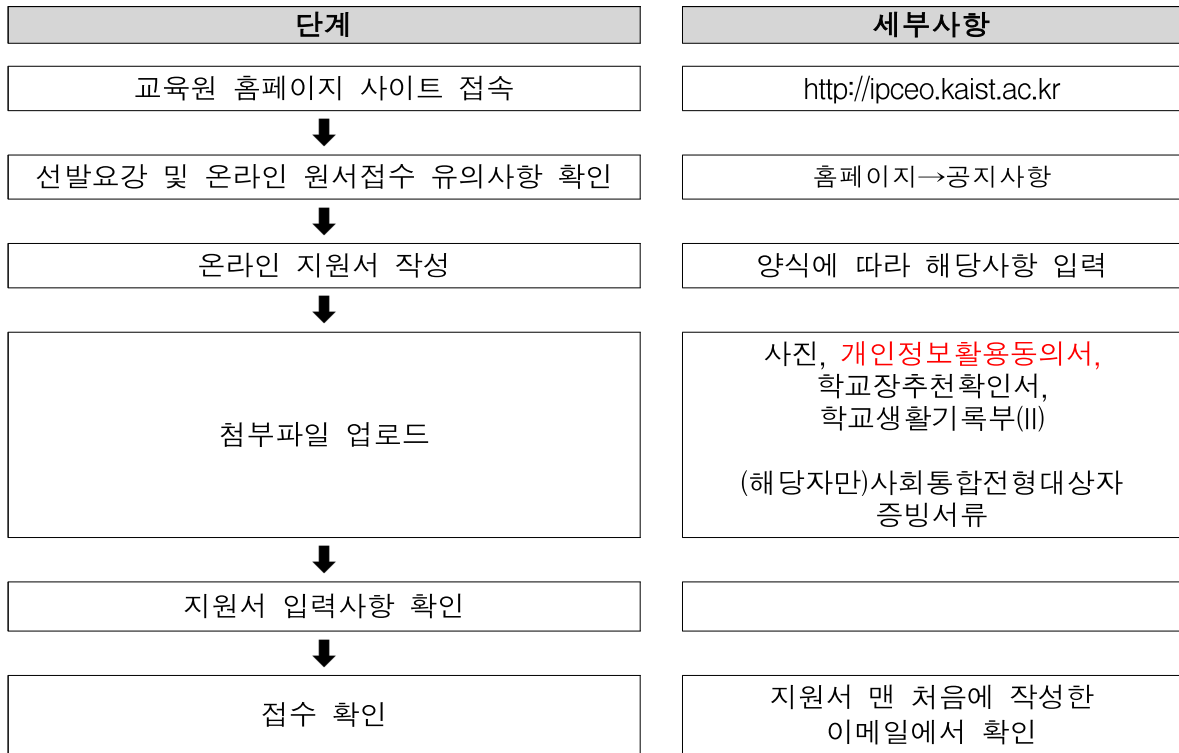 단계
세부사항
교육원 홈페이지 사이트 접속
http://ipceo.kaist.ac.kr
선발요강 및 온라인 원서접수 유의사항 확인
홈페이지→공지사항
온라인 지원서 작성
양식에 따라 해당사항 입력
첨부파일 업로드
사진, 개인정보활용동의서,
학교장추천확인서,
학교생활기록부(II)
(해당자만)사회통합전형대상자
증빙서류
지원서 입력사항 확인
접수 확인
지원서 맨 처음에 작성한
이메일에서 확인